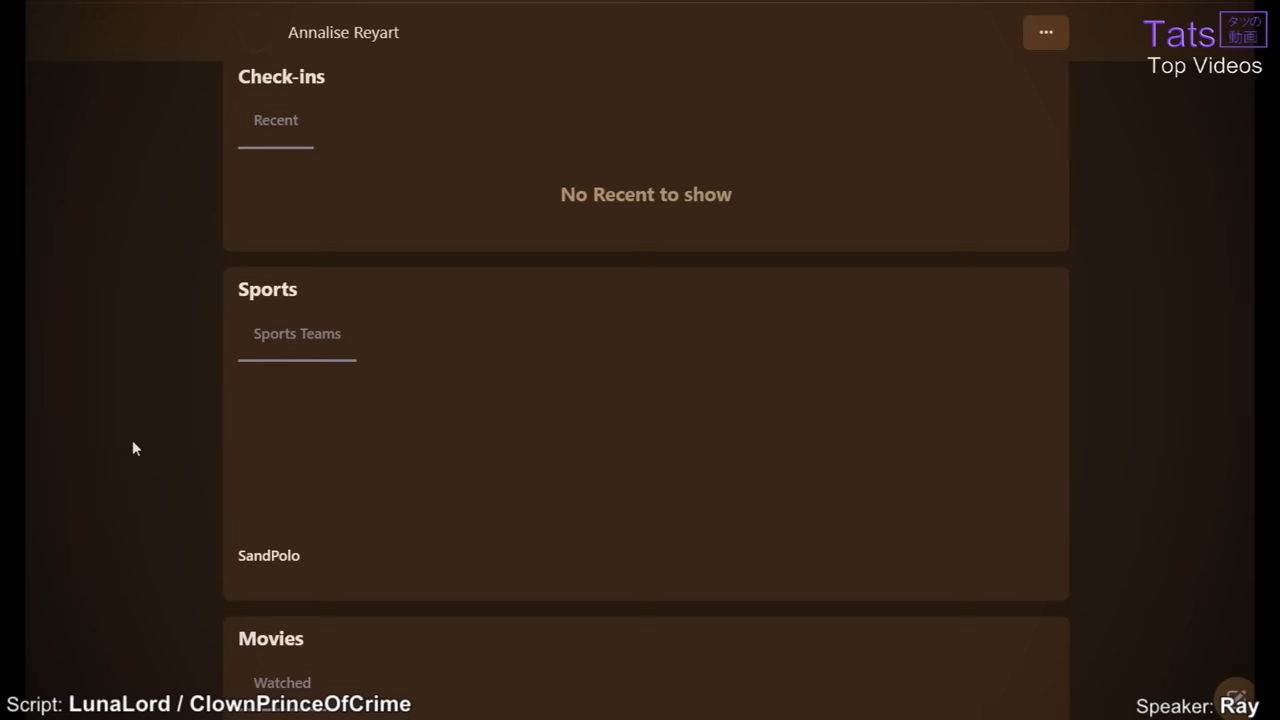 Annalise Reyart
...
Tats
タツの
動画
Top Videos
Check-ins
Recent
No Recent to show
Sports
Sports Teams
SandPolo
Movies
Watched
Script: LunaLord / ClownPrinceOfCrime
Speaker: Ray